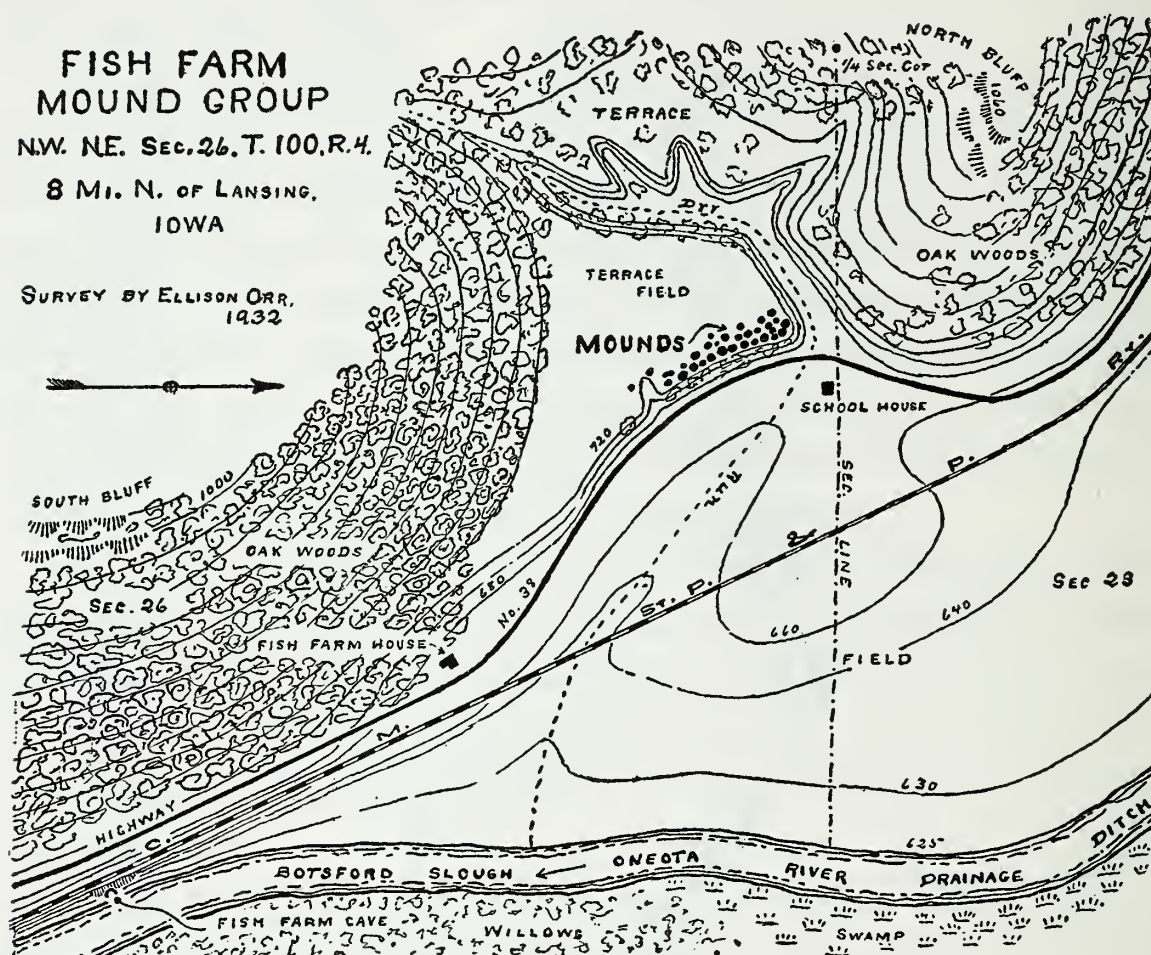 FISH FARM
MOUND GROUP
N.W. N.E. SEC. 26. T. 100, R. 4.
8 MI. N. OF LANSING,
IOWA
SURVEY BY ELLISON ORR,
1932
NORTH BLUFF
1060
1/4 SEC. COR
TERRACE
DRY
OAK WOODS
TERRACE
FIELD
MOUNDS
SCHOOL HOUSE
720
RUN
SEC. LINE
SOUTH BLUFF
1000
OAK WOODS
SEC. 26
650
NO. 38
FISH FARM HOUSE
C. M. ST. P. & P. RY.
SEC 23
660
640
FIELD
630
625
HIGHWAY
BOTSFORD SLOUGH
ONEOTA RIVER DRAINAGE DITCH
FISH FARM CAVE
WILLOWS
SWAMP